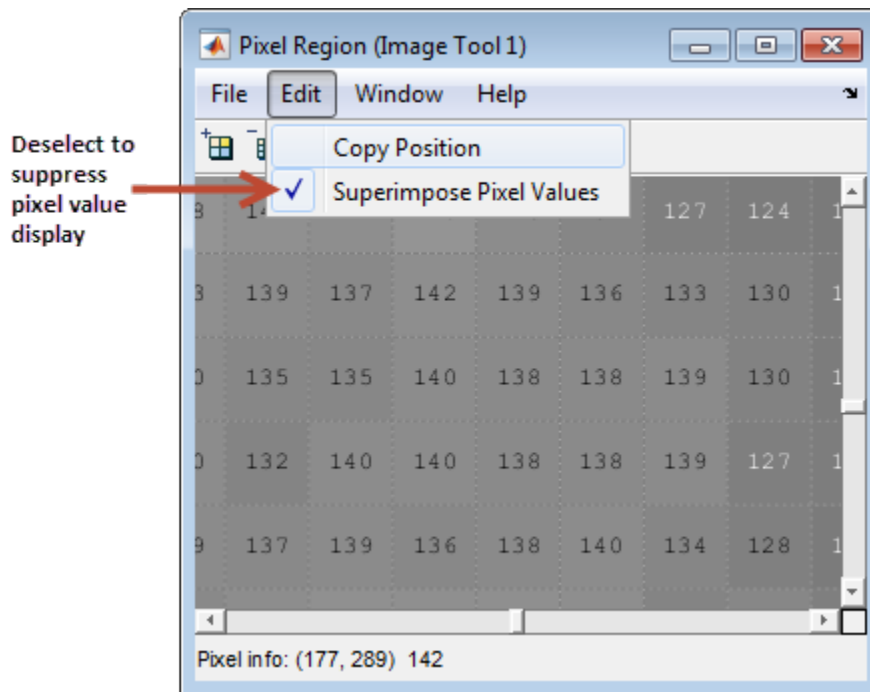 Pixel Region (Image Tool 1)
File Edit Window Help
Copy Position
Superimpose Pixel Values
Deselect to
suppress
pixel value
display
127 124
139 137 142 139 136 133 130
135 135 140 138 138 139 130
132 140 140 138 138 139 127
137 139 136 138 140 134 128
Pixel info: (177, 289) 142